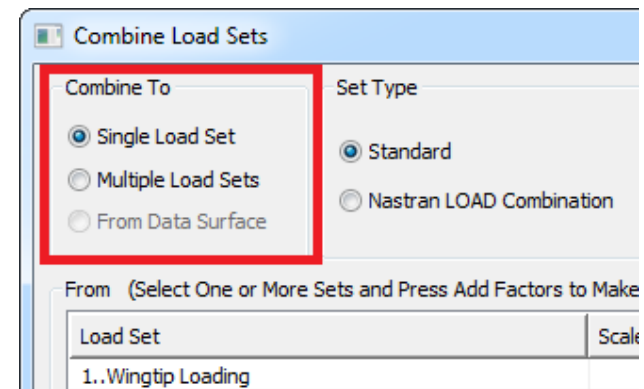 Combine Load Sets
Combine To
Set Type
Single Load Set
Standard
Multiple Load Sets
Nastran LOAD Combination
From Data Surface
From (Select One or More Sets and Press Add Factors to Make
Load Set
1..Wingtip Loading